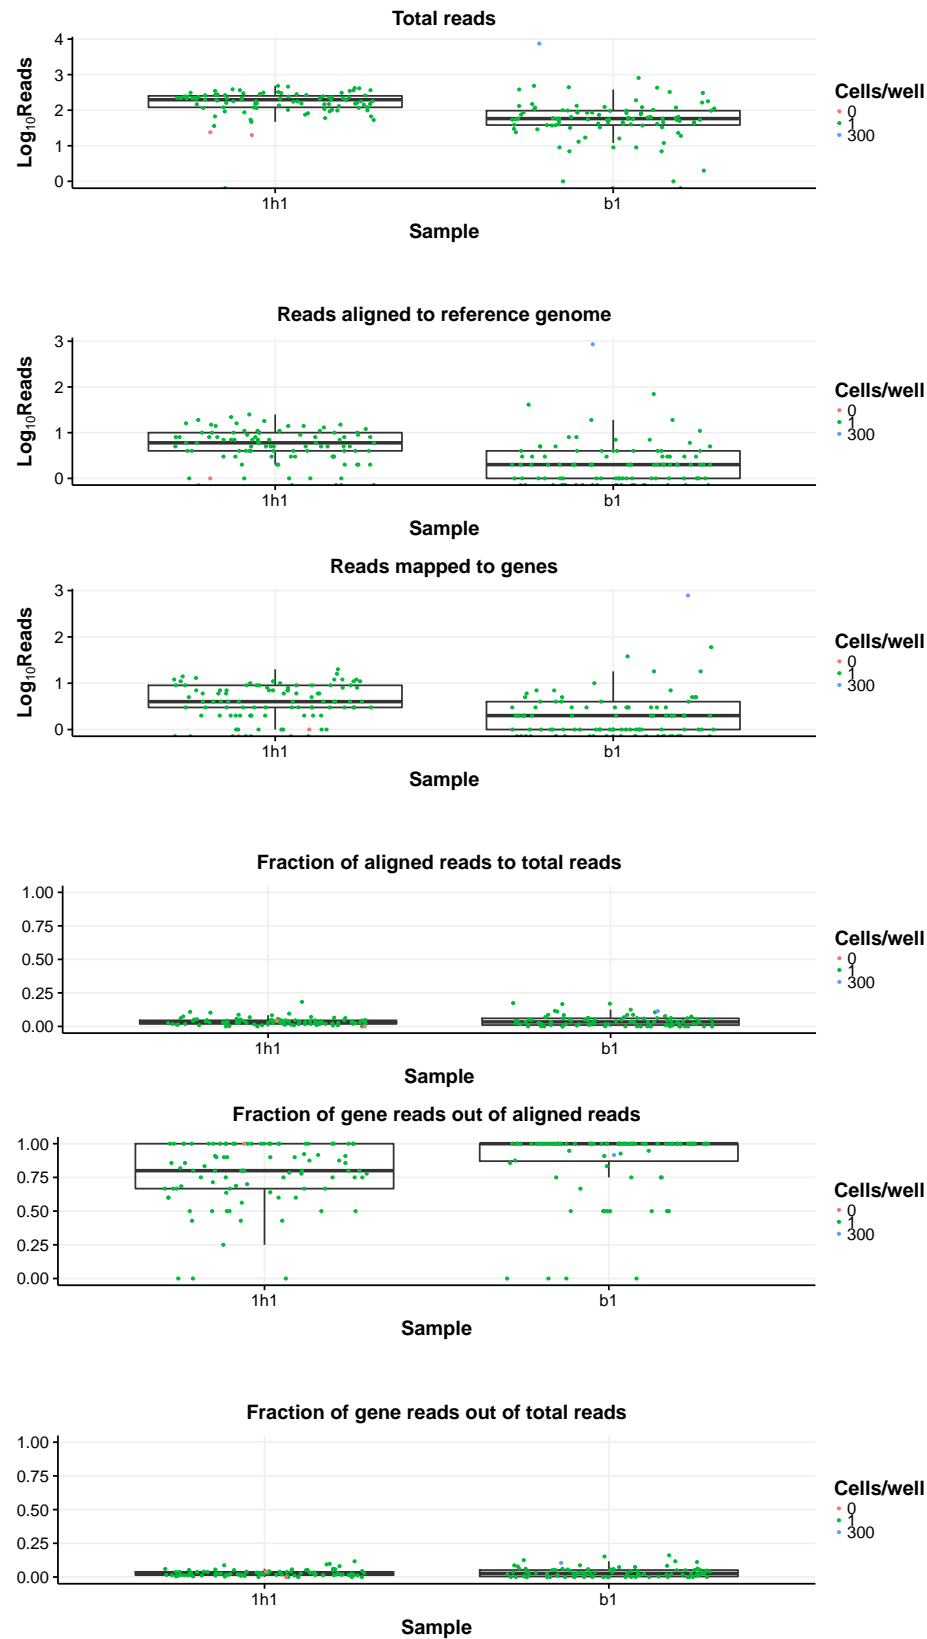 Total reads
4
3
2
1
0
Log10Reads
1h1
b1
Sample
Cells/well
0
1
300
Reads aligned to reference genome
3
2
1
0
Log10Reads
1h1
b1
Sample
Cells/well
0
1
300
Reads mapped to genes
3
2
1
0
Log10Reads
1h1
b1
Sample
Cells/well
0
1
300
Fraction of aligned reads to total reads
1.00
0.75
0.50
0.25
0.00
1h1
b1
Sample
Cells/well
0
1
300
Fraction of gene reads out of aligned reads
1.00
0.75
0.50
0.25
0.00
1h1
b1
Sample
Cells/well
0
1
300
Fraction of gene reads out of total reads
1.00
0.75
0.50
0.25
0.00
1h1
b1
Sample
Cells/well
0
1
300